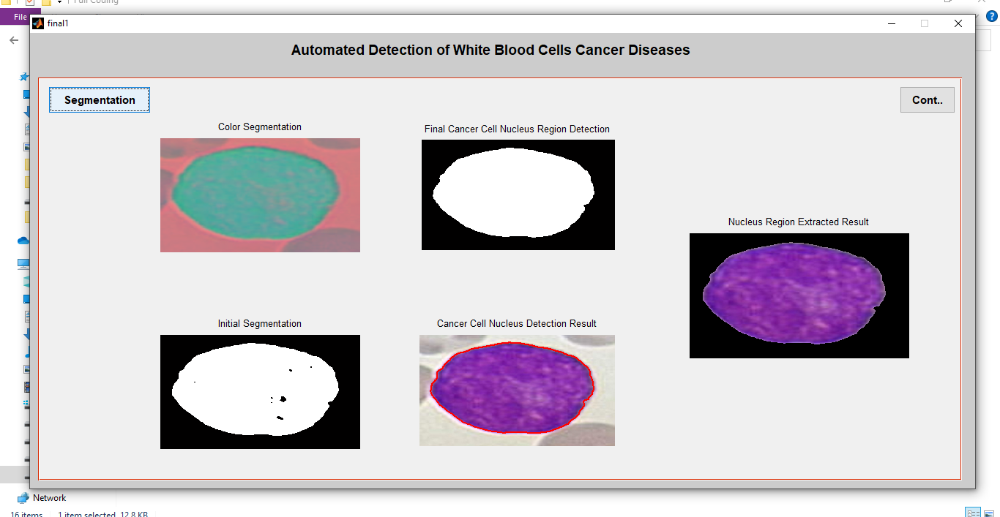 Full Coding
File
final1
Automated Detection of White Blood Cells Cancer Diseases
Segmentation
Cont..
Color Segmentation
Final Cancer Cell Nucleus Region Detection
Nucleus Region Extracted Result
Initial Segmentation
Cancer Cell Nucleus Detection Result
Network
16 items 1 item selected 12.8 KB